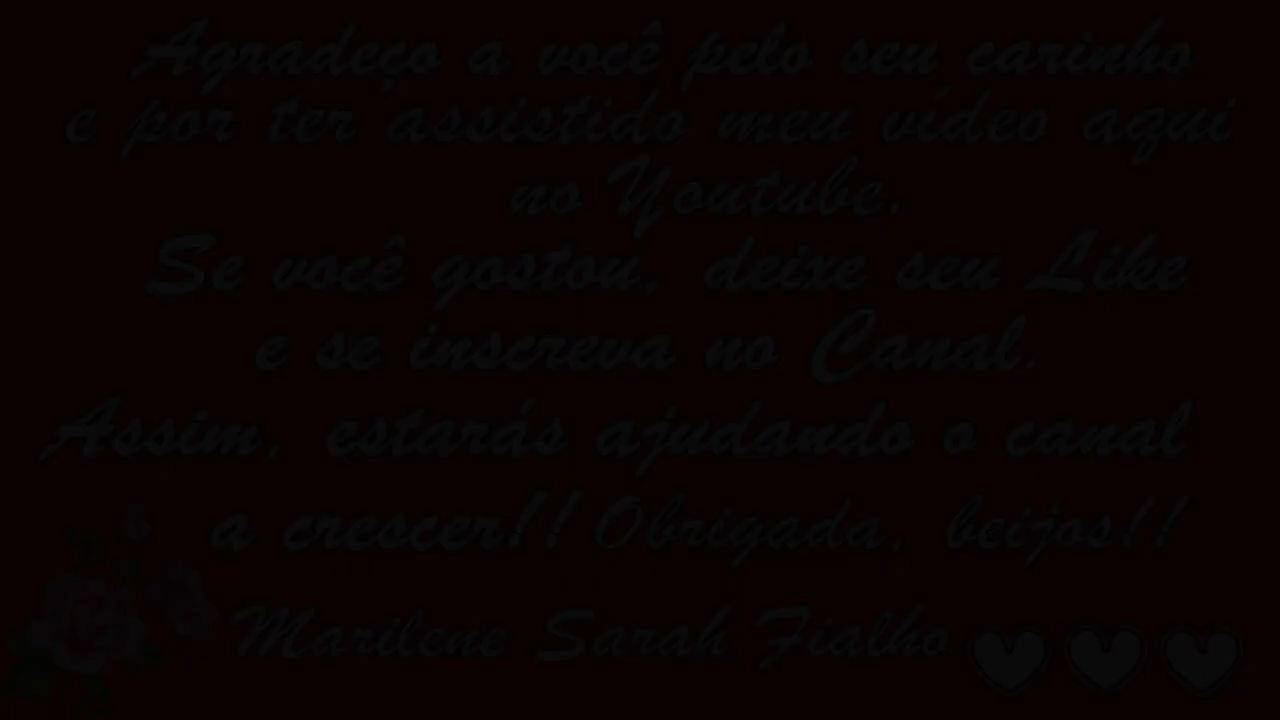 Agradeço a você pelo seu carinho
e por ter assistido meu vídeo aqui
no Youtube.
Se você gostou, deixe seu Like
e se inscreva no Canal.
Assim, estarás ajudando o canal
a crescer!! Obrigada, beijos!!
Marilene Sarah Fialho